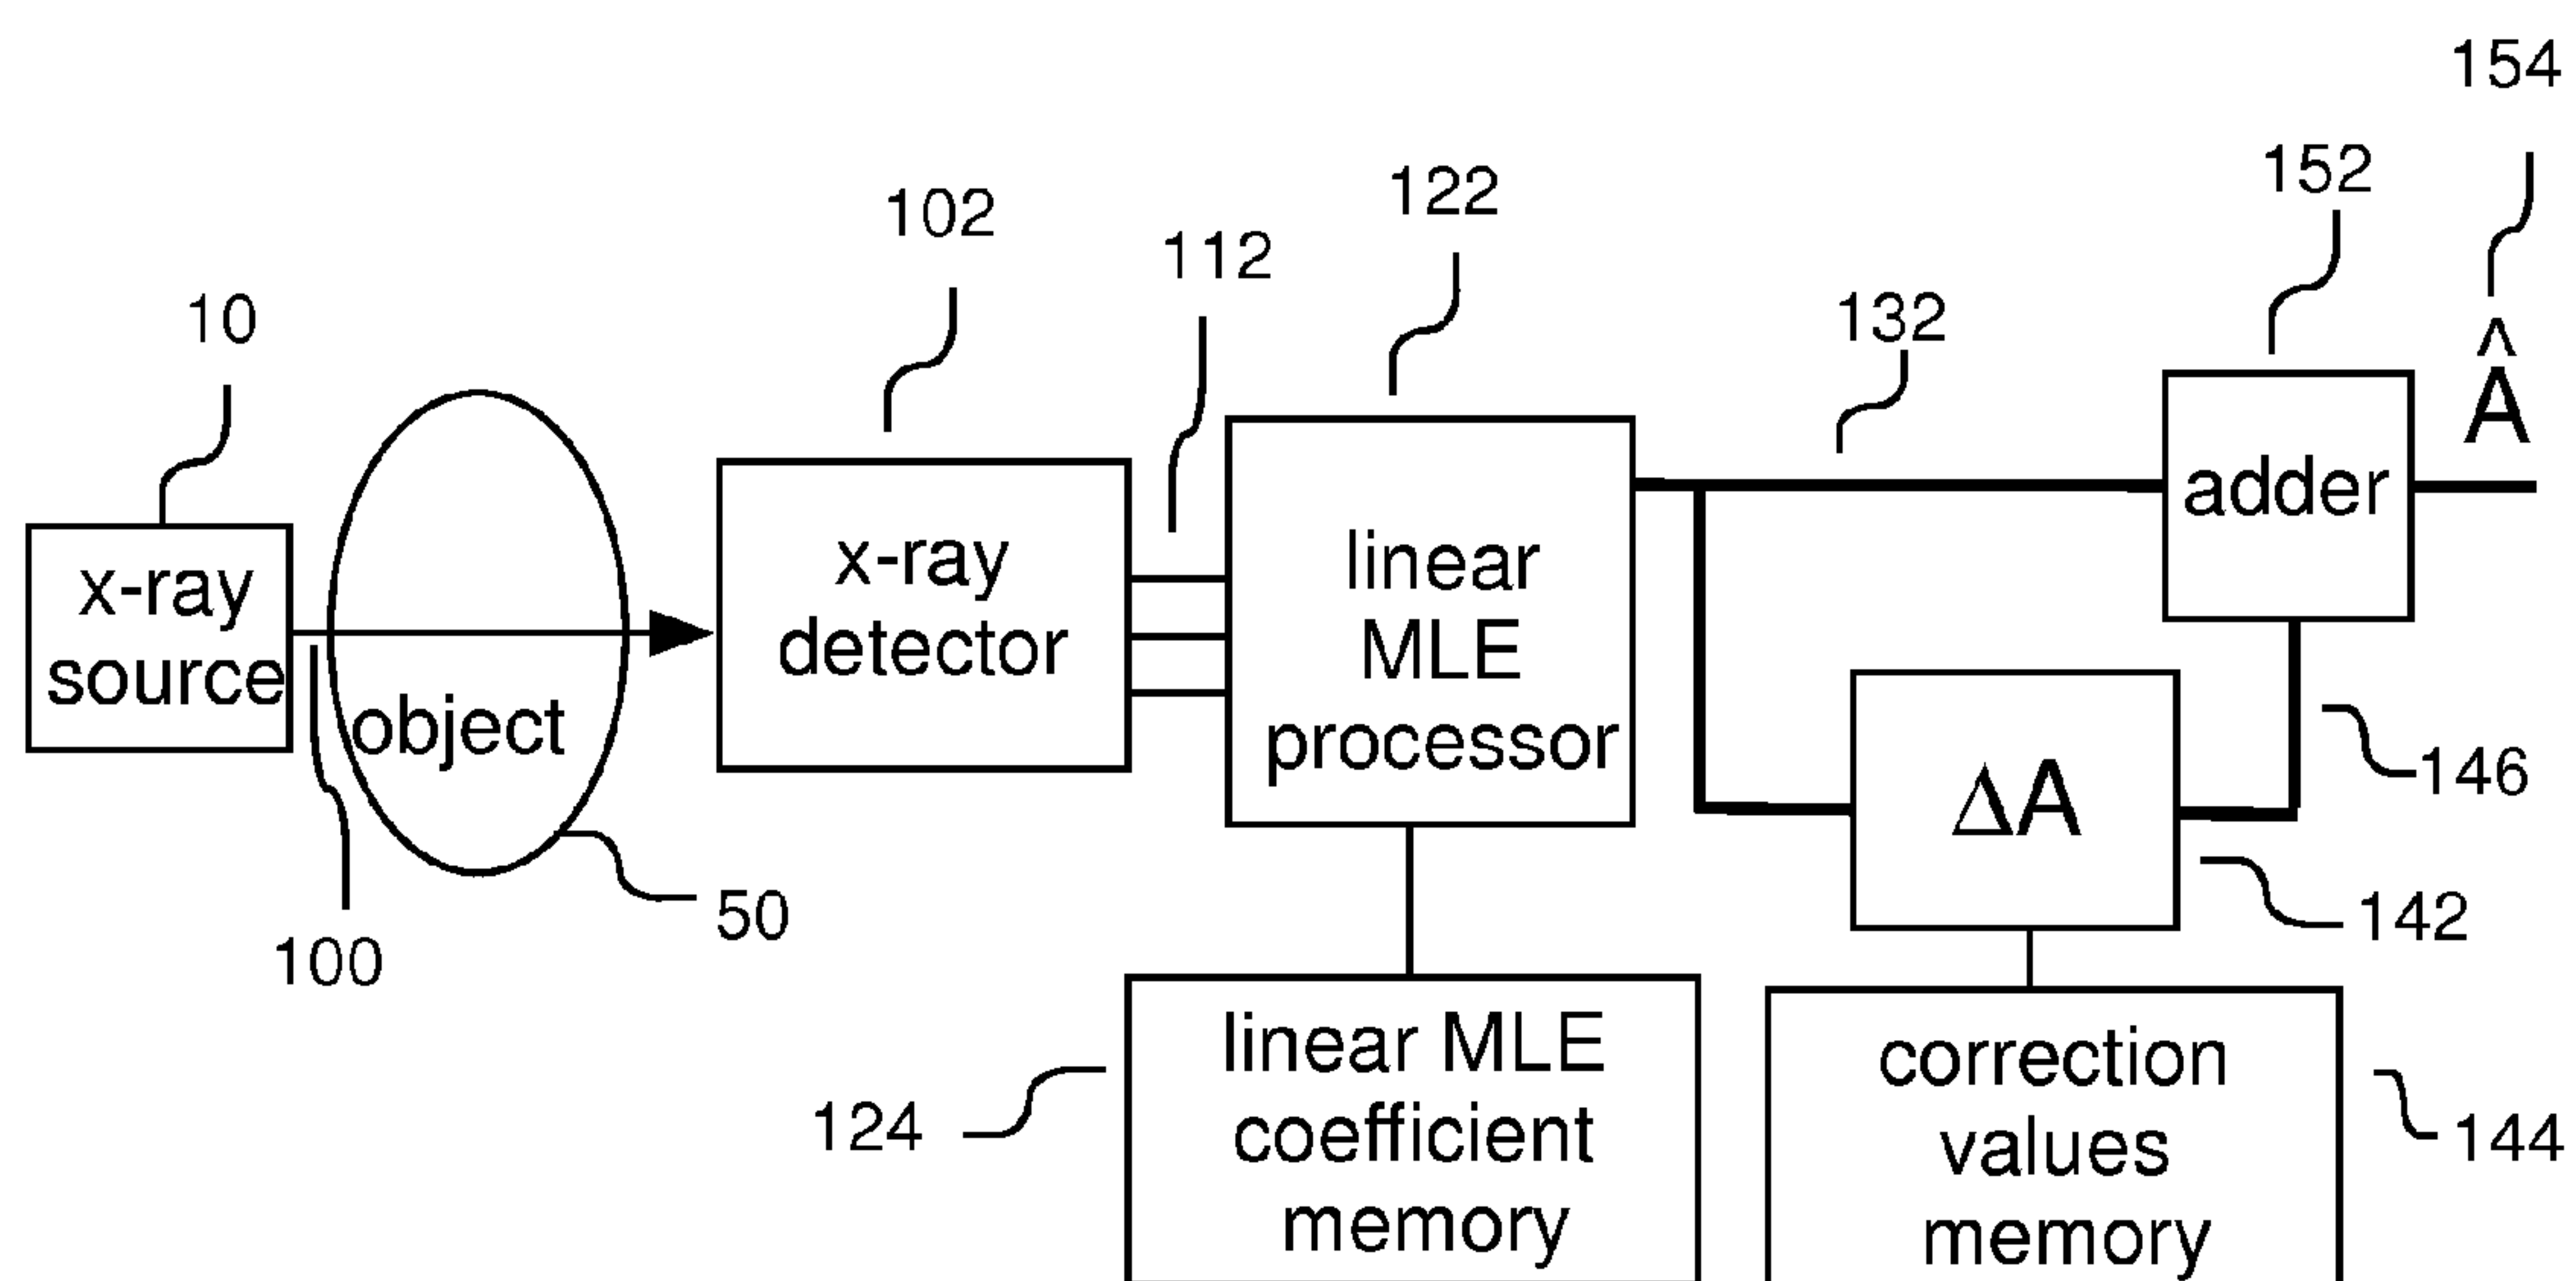 154
152
122
102
112
10
132
Â
adder
x-ray
source
object
x-ray
detector
linear
MLE
processor
146
ΔA
142
50
100
linear MLE
coefficient
memory
124
correction
values
memory
144